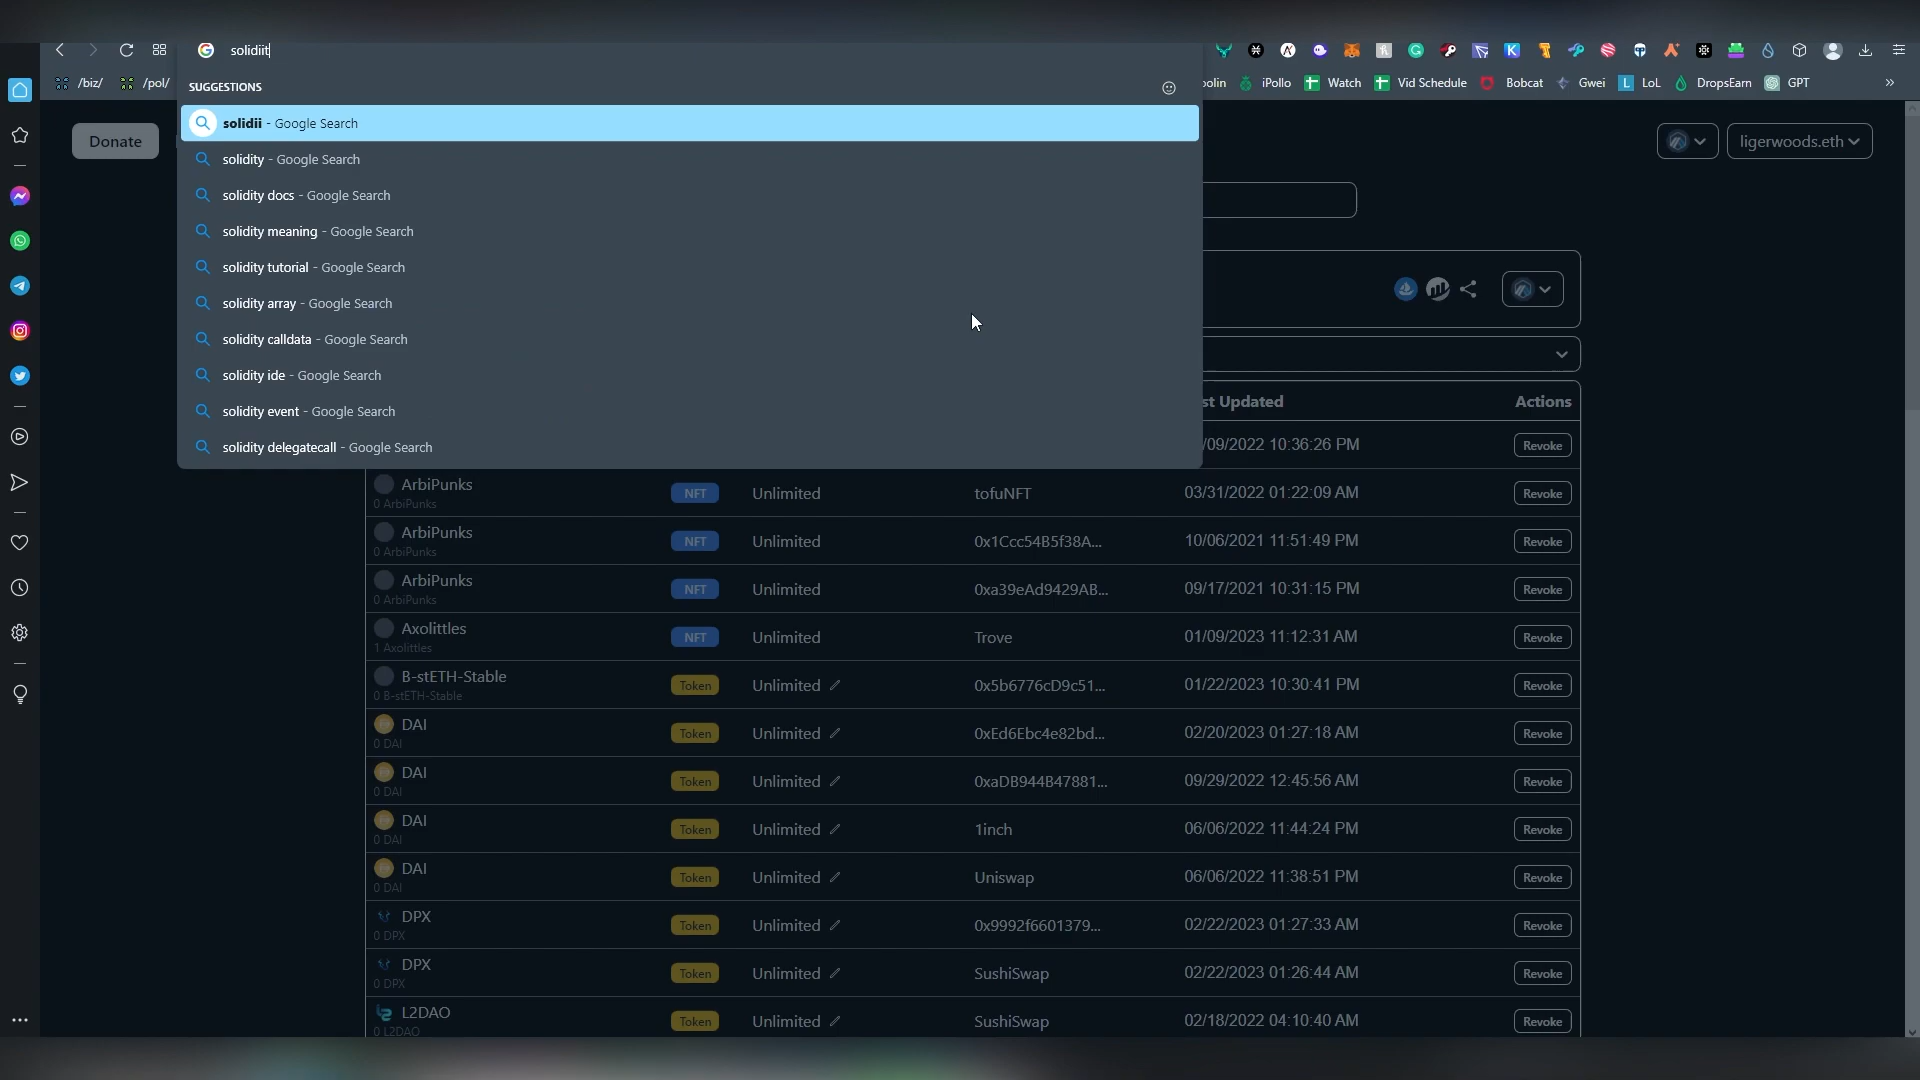 solidiit
/biz/
/pol/
SUGGESTIONS
olin
iPollo
Watch
Vid Schedule
Bobcat
Gwei
LoL
DropsEarn
GPT
»
Donate
ligerwoods.eth
solidii - Google Search
solidity - Google Search
solidity docs - Google Search
solidity meaning - Google Search
solidity tutorial - Google Search
solidity array - Google Search
solidity calldata - Google Search
solidity ide - Google Search
solidity event - Google Search
solidity delegatecall - Google Search
st Updated Actions
/09/2022 10:36:26 PM Revoke
ArbiPunks NFT Unlimited tofuNFT 03/31/2022 01:22:09 AM Revoke
0 ArbiPunks
ArbiPunks NFT Unlimited 0x1Ccc54B5f38A... 10/06/2021 11:51:49 PM Revoke
0 ArbiPunks
ArbiPunks NFT Unlimited 0xa39eAd9429AB... 09/17/2021 10:31:15 PM Revoke
0 ArbiPunks
Axolittles NFT Unlimited Trove 01/09/2023 11:12:31 AM Revoke
1 Axolittles
B-stETH-Stable Token Unlimited 0x5b6776cD9c51... 01/22/2023 10:30:41 PM Revoke
0 B-stETH-Stable
DAI Token Unlimited 0xEd6Ebc4e82bd... 02/20/2023 01:27:18 AM Revoke
0 DAI
DAI Token Unlimited 0xaDB944B47881... 09/29/2022 12:45:56 AM Revoke
0 DAI
DAI Token Unlimited 1inch 06/06/2022 11:44:24 PM Revoke
0 DAI
DAI Token Unlimited Uniswap 06/06/2022 11:38:51 PM Revoke
0 DAI
DPX Token Unlimited 0x9992f6601379... 02/22/2023 01:27:33 AM Revoke
0 DPX
DPX Token Unlimited SushiSwap 02/22/2023 01:26:44 AM Revoke
0 DPX
L2DAO Token Unlimited SushiSwap 02/18/2022 04:10:40 AM Revoke
0 L2DAO